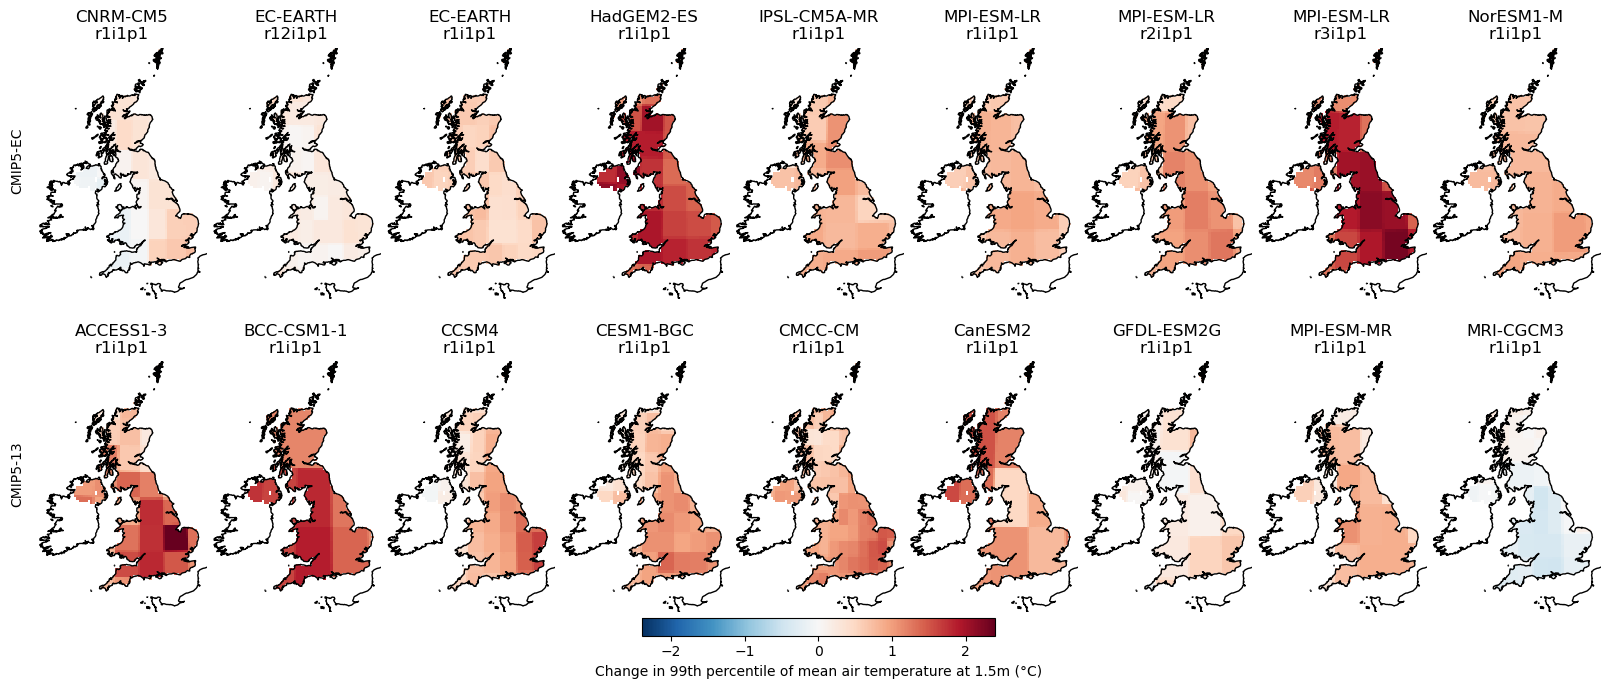 CNRM-CM5
r1i1p1
EC-EARTH
r12i1p1
EC-EARTH
r1i1p1
HadGEM2-ES
r1i1p1
IPSL-CM5A-MR
r1i1p1
MPI-ESM-LR
r1i1p1
MPI-ESM-LR
r2i1p1
MPI-ESM-LR
r3i1p1
NorESM1-M
r1i1p1
CMIP5-EC
ACCESS1-3
r1i1p1
BCC-CSM1-1
r1i1p1
CCSM4
r1i1p1
CESM1-BGC
r1i1p1
CMCC-CM
r1i1p1
CanESM2
r1i1p1
GFDL-ESM2G
r1i1p1
MPI-ESM-MR
r1i1p1
MRI-CGCM3
r1i1p1
CMIP5-13
−2 −1 0 1 2
Change in 99th percentile of mean air temperature at 1.5m (°C)